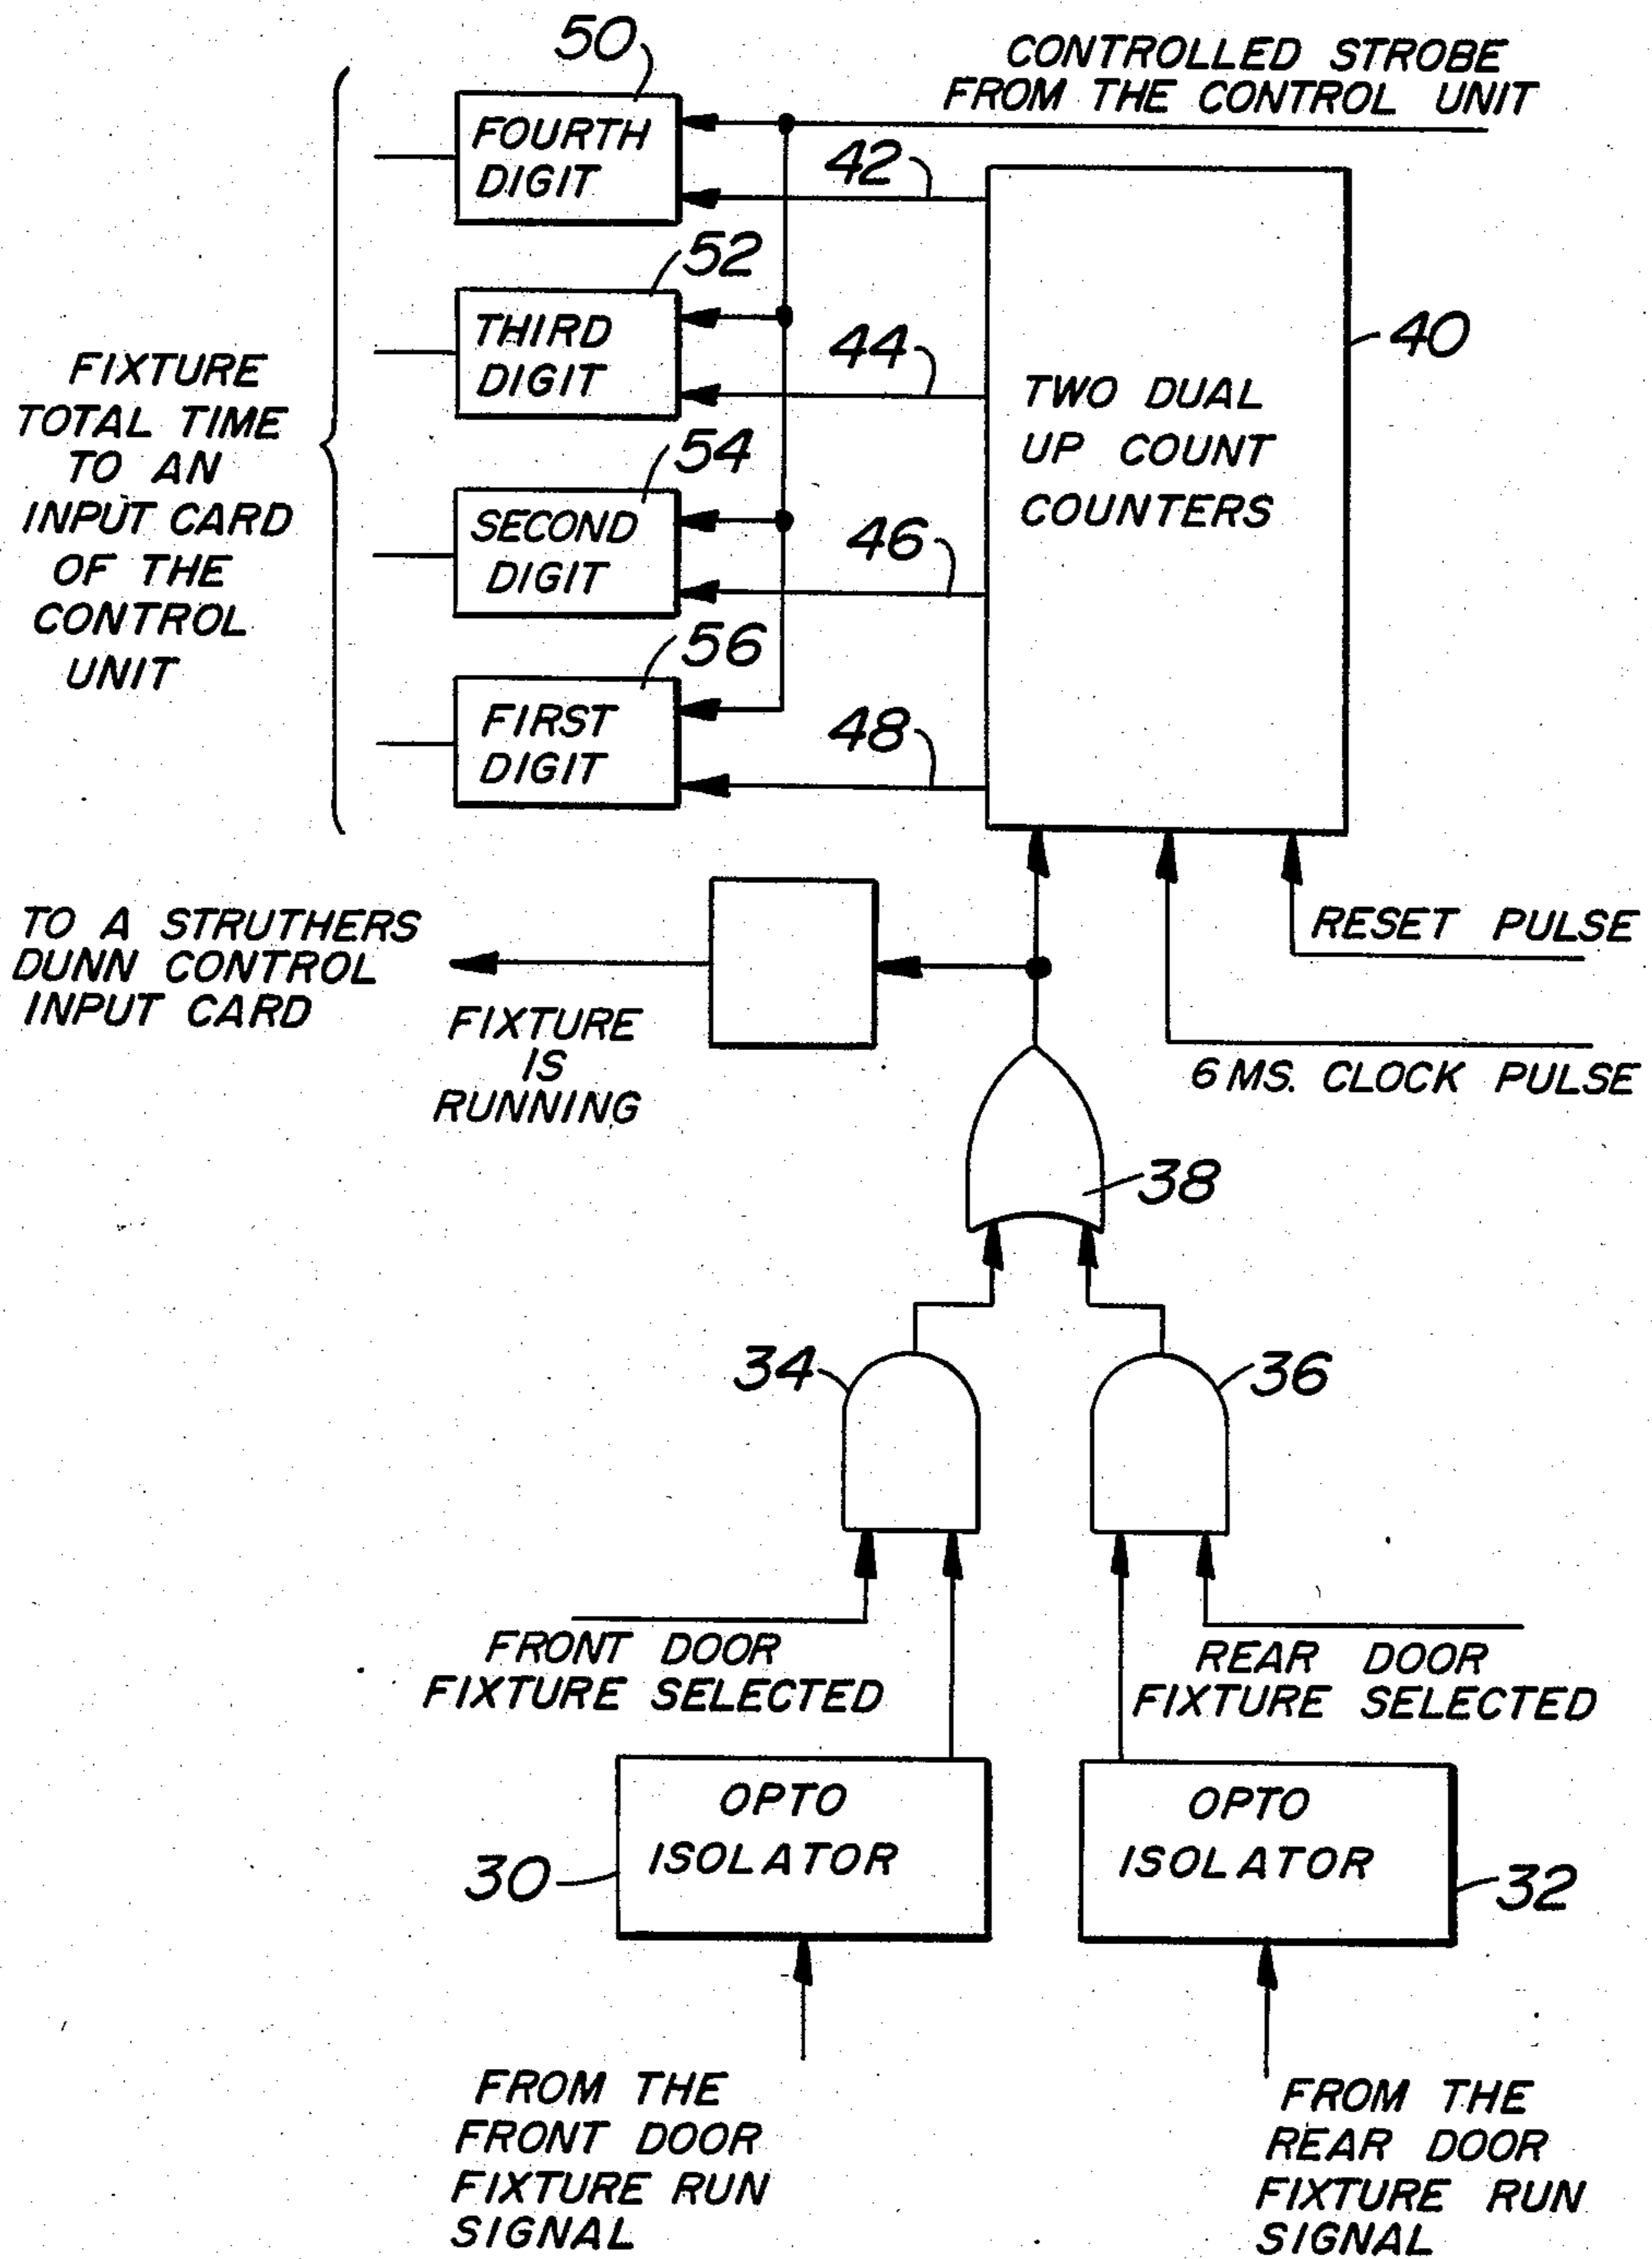 50
CONTROLLED STROBE
FROM THE CONTROL UNIT
FOURTH
DIGIT
42
52
THIRD
DIGIT
44
40
FIXTURE
TOTAL TIME
TO AN
INPUT CARD
OF THE
CONTROL
UNIT
TWO DUAL
UP COUNT
COUNTERS
54
SECOND
DIGIT
46
56
FIRST
DIGIT
48
RESET PULSE
TO A STRUTHERS
DUNN CONTROL
INPUT CARD
FIXTURE
IS
RUNNING
6 MS. CLOCK PULSE
38
34
36
FRONT DOOR
FIXTURE SELECTED
REAR DOOR
FIXTURE SELECTED
OPTO
ISOLATOR
30
OPTO
ISOLATOR
32
FROM THE
FRONT DOOR
FIXTURE RUN
SIGNAL
FROM THE
REAR DOOR
FIXTURE RUN
SIGNAL